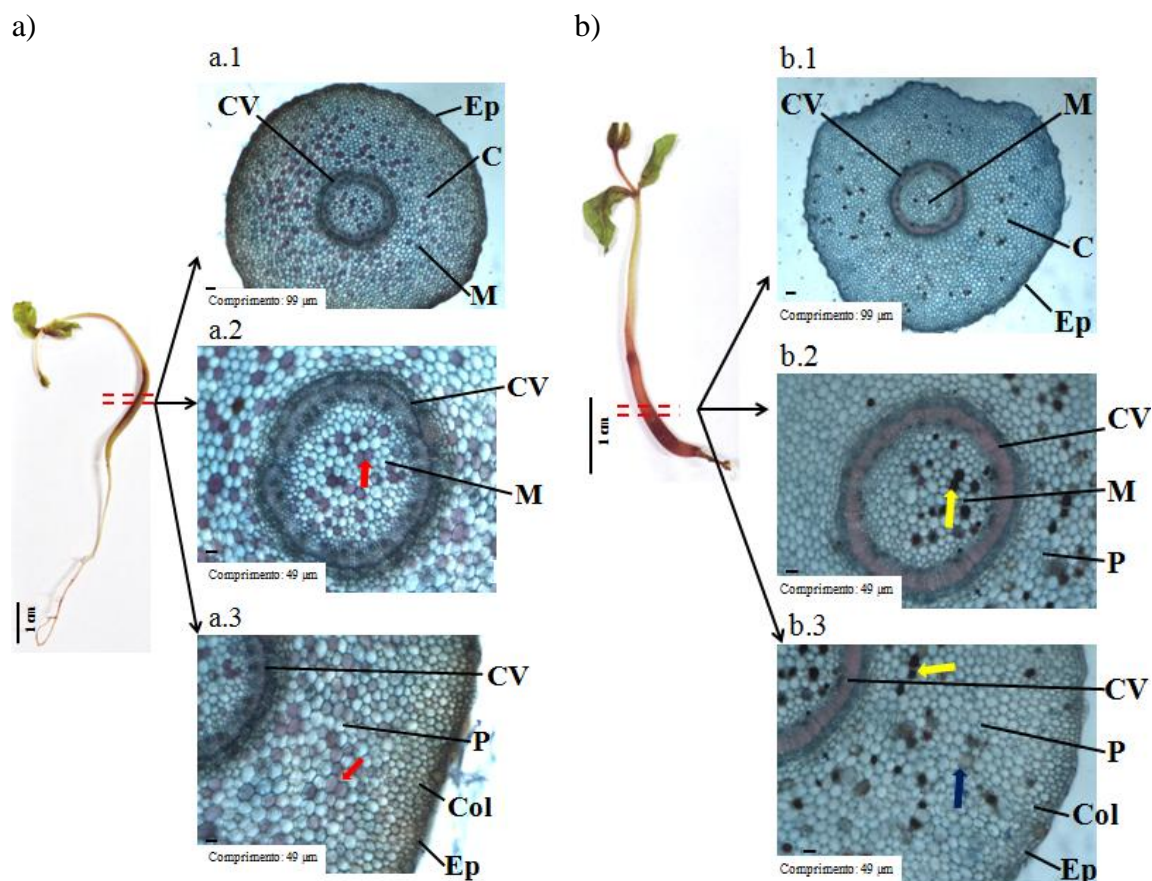 a)
a.1
CV
Ep
C
M
Comprimento: 99 µm
a.2
CV
M
Comprimento: 49 µm
1 cm
a.3
CV
P
Col
Ep
Comprimento: 49 µm
b)
b.1
CV
M
C
Ep
Comprimento: 99 µm
b.2
CV
M
P
Comprimento: 49 µm
1 cm
b.3
CV
P
Col
Ep
Comprimento: 49 µm